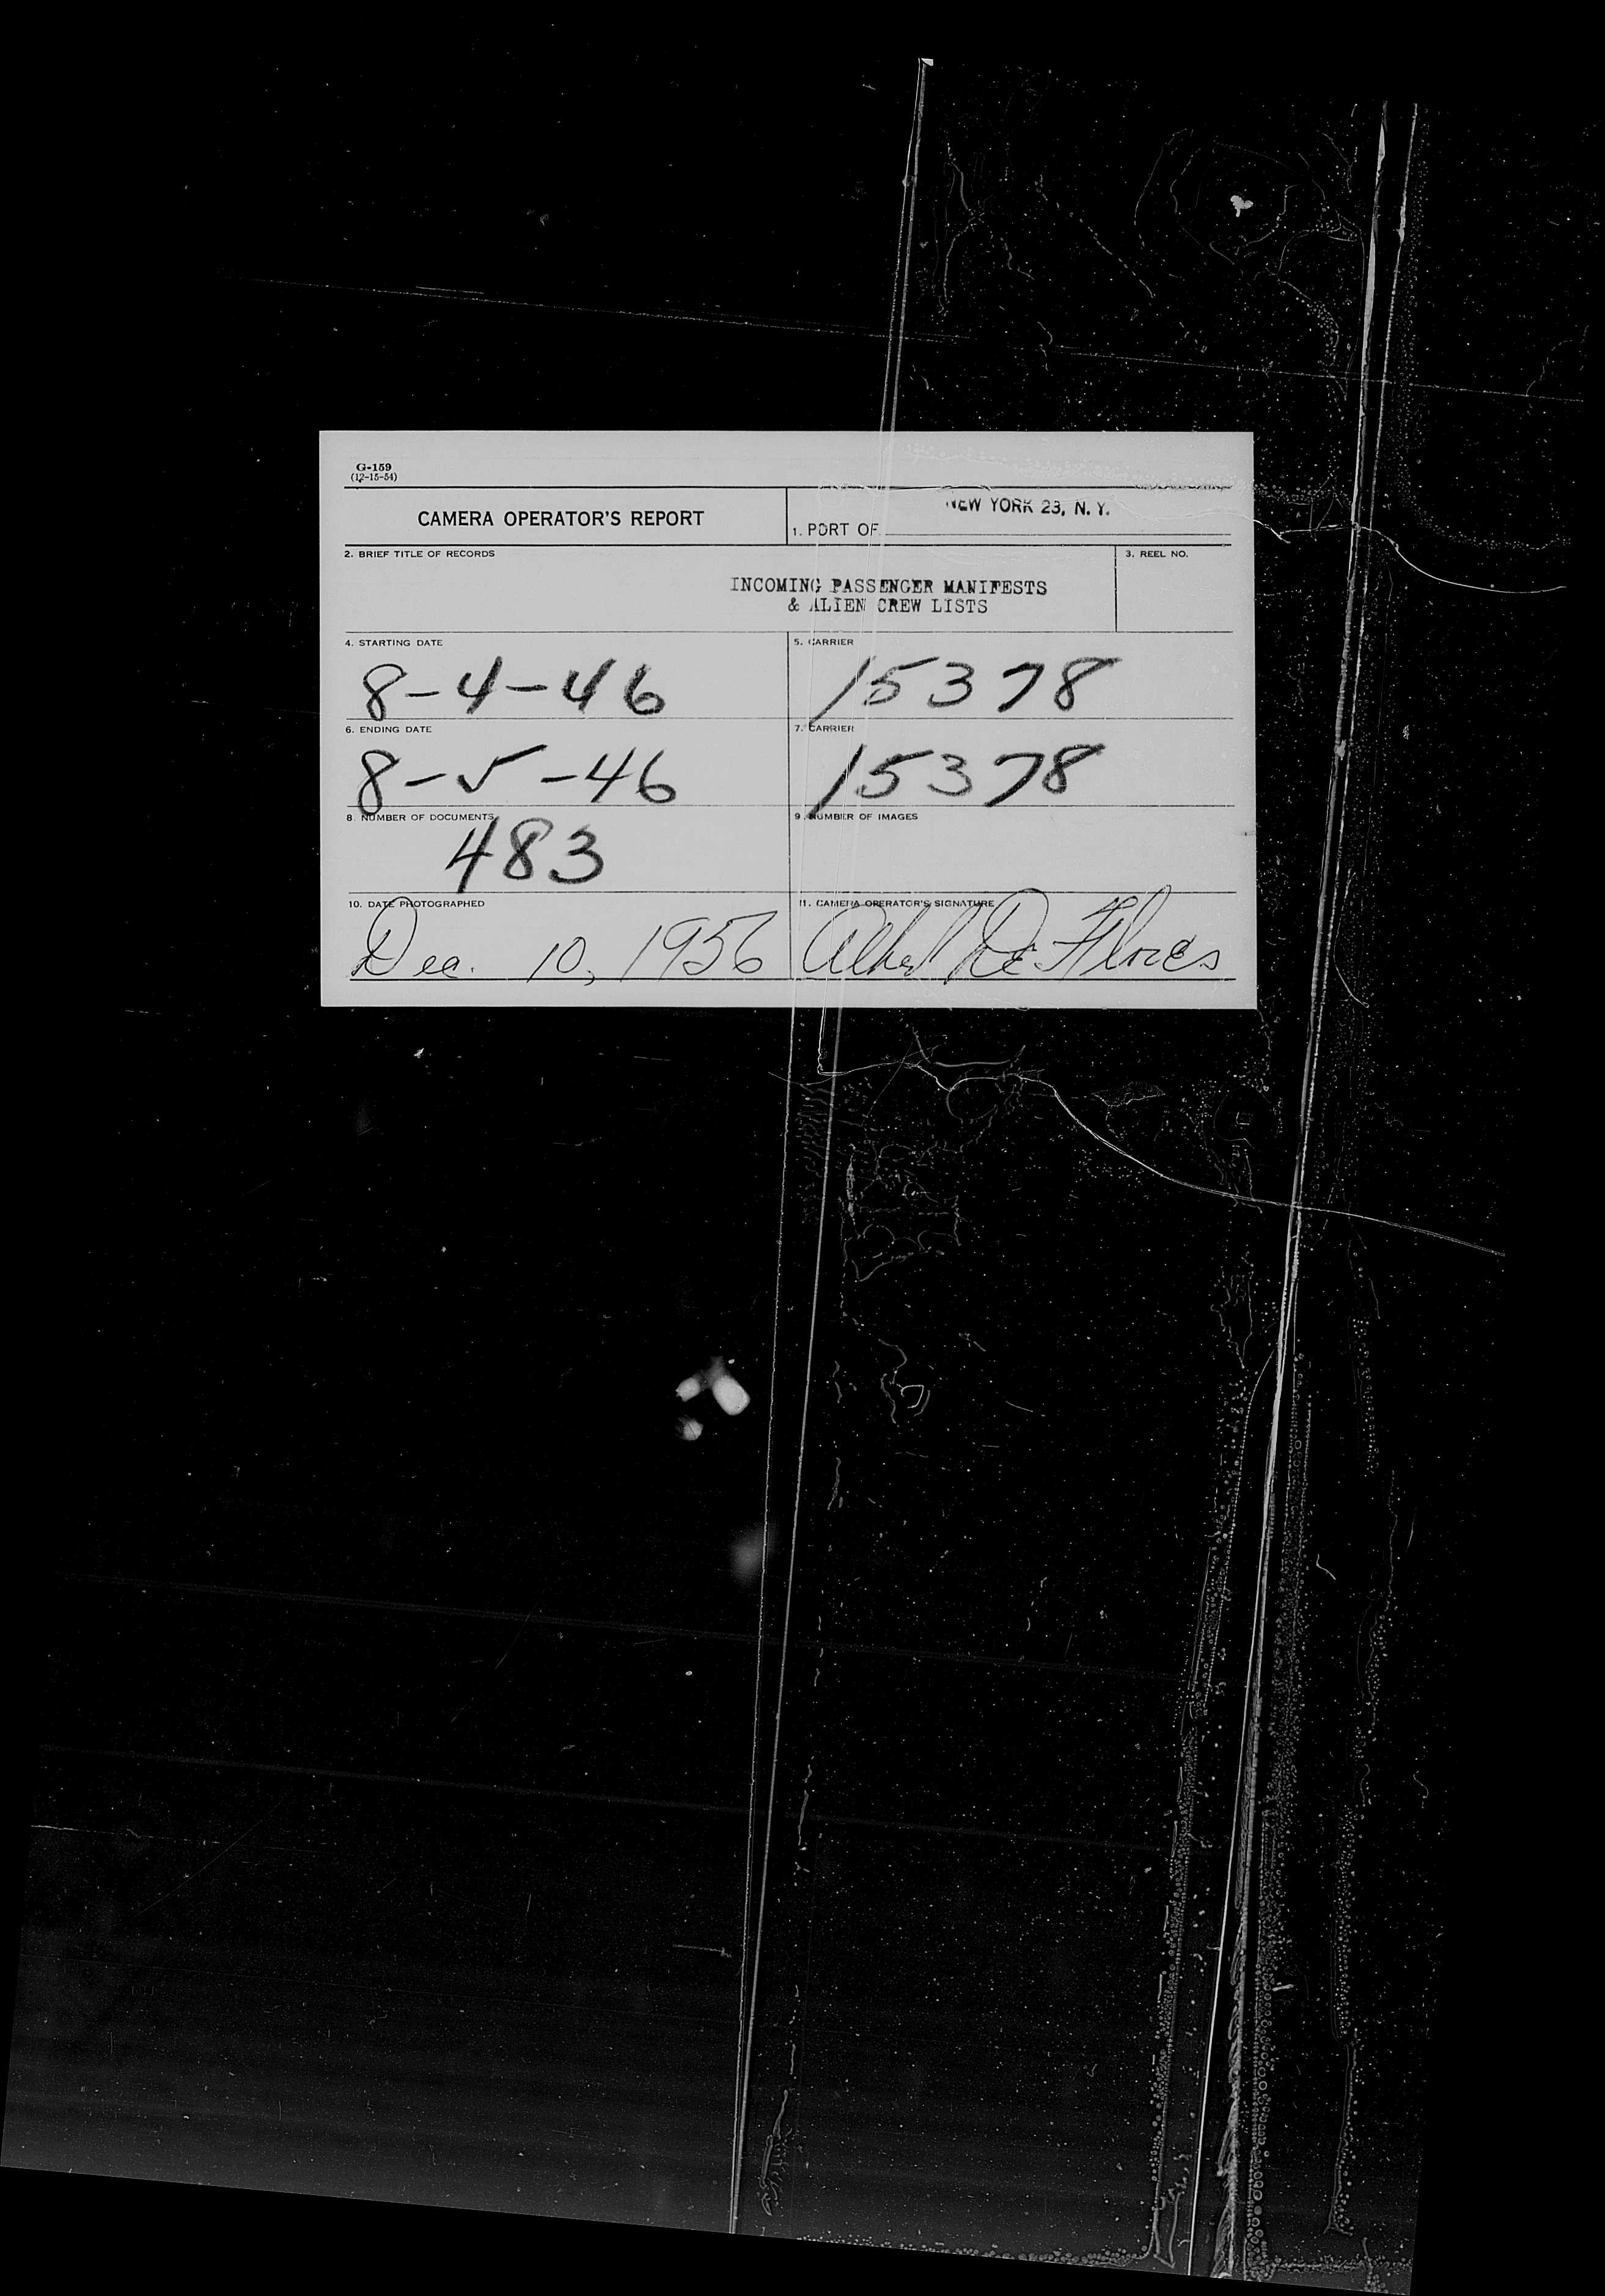 G-159
(12-15-54)
CAMERA OPERATOR'S REPORT
1. PORT OF NEW YORK 23, N. Y.
2. BRIEF TITLE OF RECORDS
3. REEL NO.
INCOMING PASSENGER MANIFESTS
& ALIEN CREW LISTS
4. STARTING DATE
8-4-46
5. CARRIER
15378
6. ENDING DATE
8-5-46
7. CARRIER
15378
8. NUMBER OF DOCUMENTS
483
9. NUMBER OF IMAGES
10. DATE PHOTOGRAPHED
Dec. 10, 1956
11. CAMERA OPERATOR'S SIGNATURE
De Flores